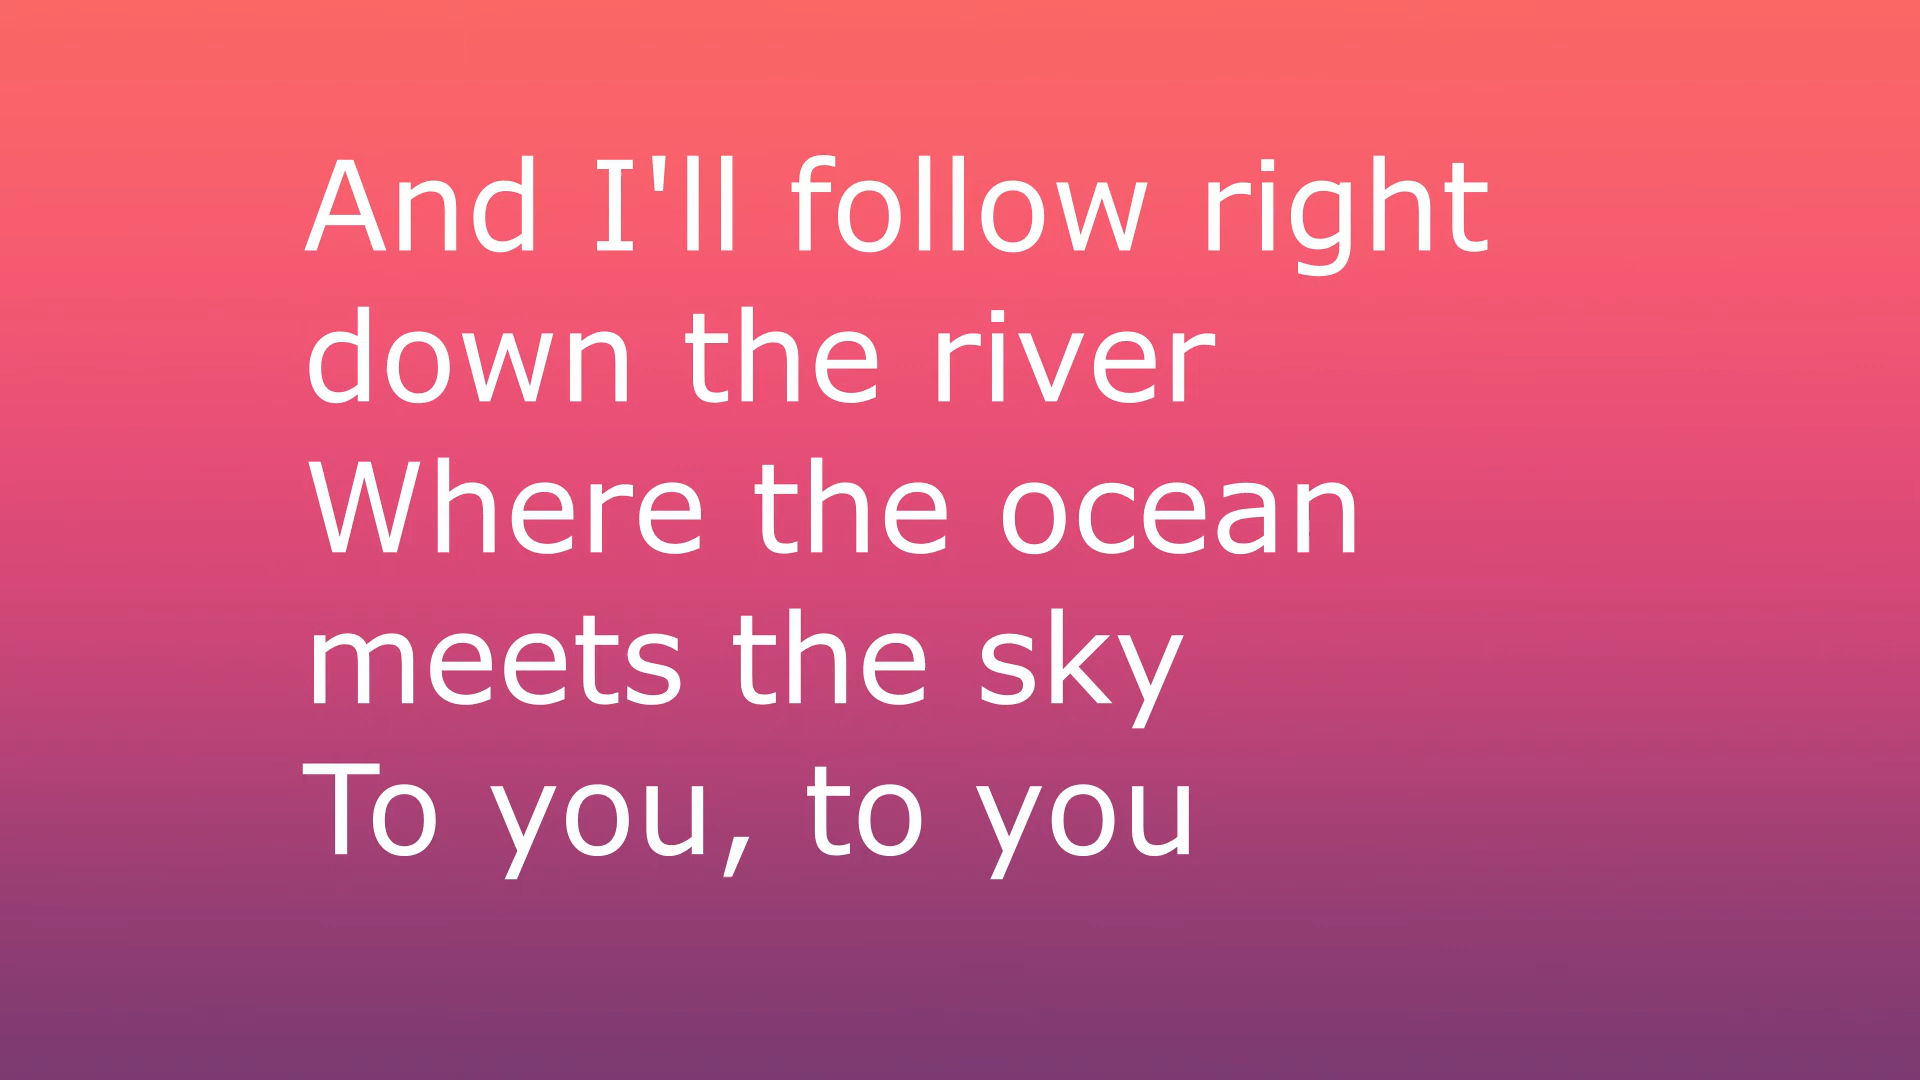 And I'll follow right
down the river
Where the ocean
meets the sky
To you, to you